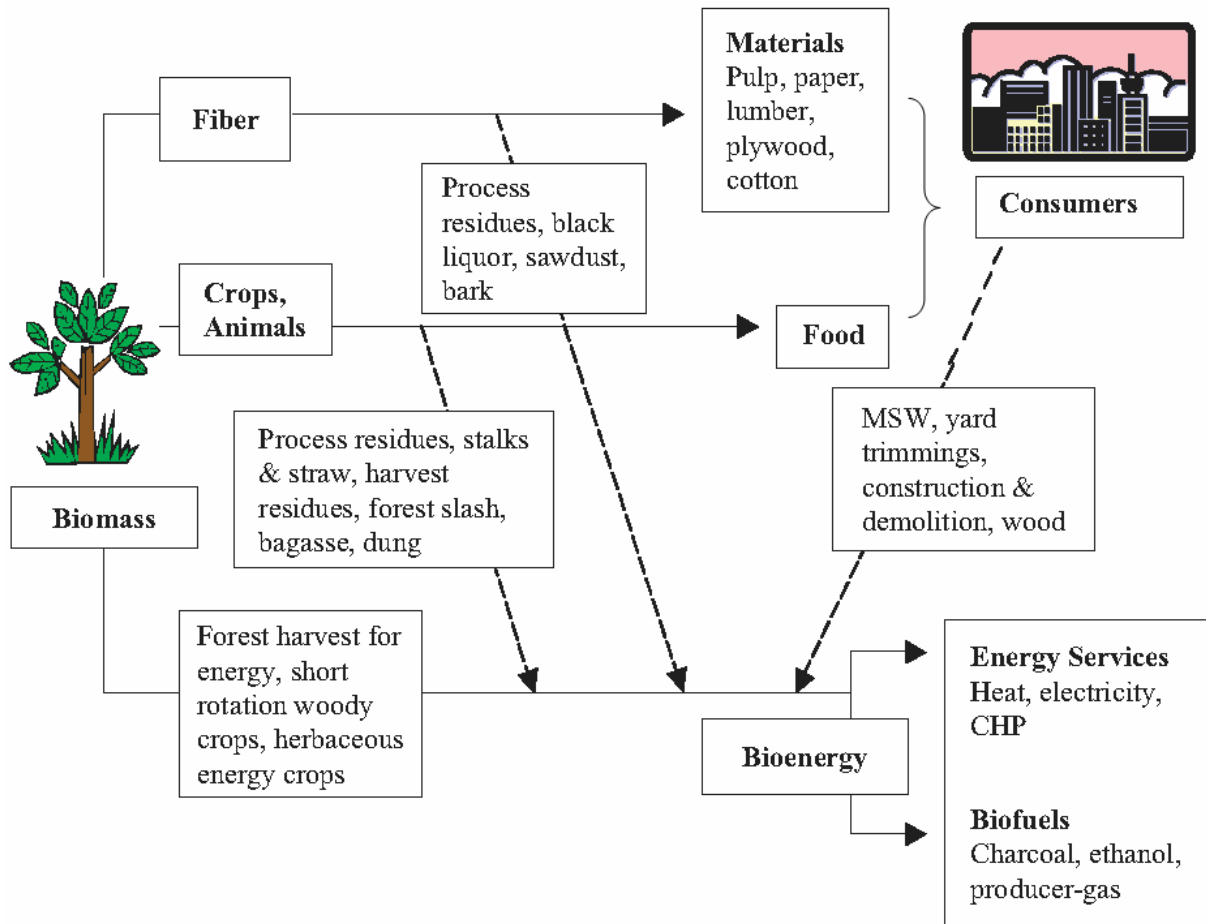 Materials
Pulp, paper,
lumber,
plywood,
cotton
Fiber
Process
residues, black
liquor, sawdust,
bark
Consumers
Crops,
Animals
Food
Process residues, stalks
& straw, harvest
residues, forest slash,
bagasse, dung
MSW, yard
trimmings,
construction &
demolition, wood
Biomass
Forest harvest for
energy, short
rotation woody
crops, herbaceous
energy crops
Bioenergy
Energy Services
Heat, electricity,
CHP
Biofuels
Charcoal, ethanol,
producer-gas